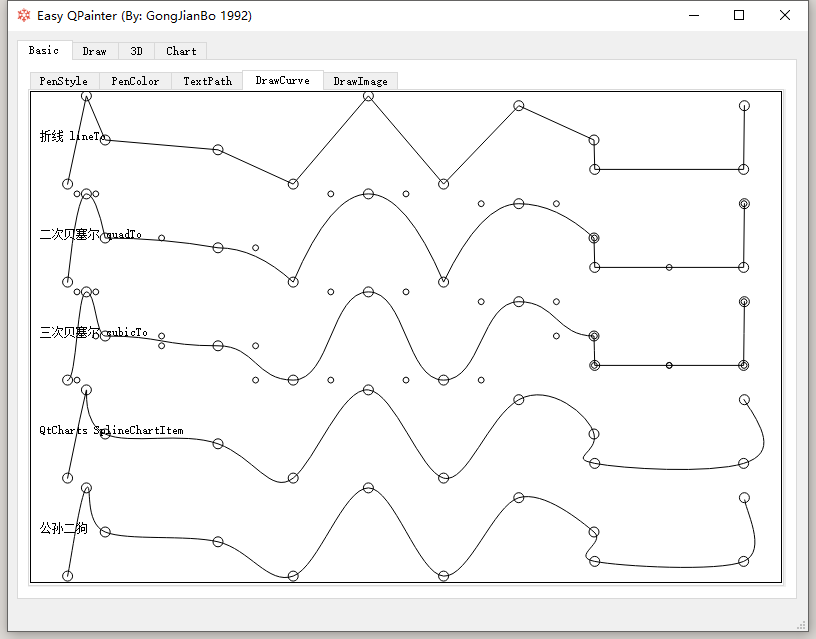 Easy QPainter (By: GongJianBo 1992)
Basic Draw 3D Chart
PenStyle PenColor TextPath DrawCurve DrawImage
折线 lineTo
二次贝塞尔 quadTo
三次贝塞尔 cubicTo
QtCharts SplineChartItem
公孙二狗